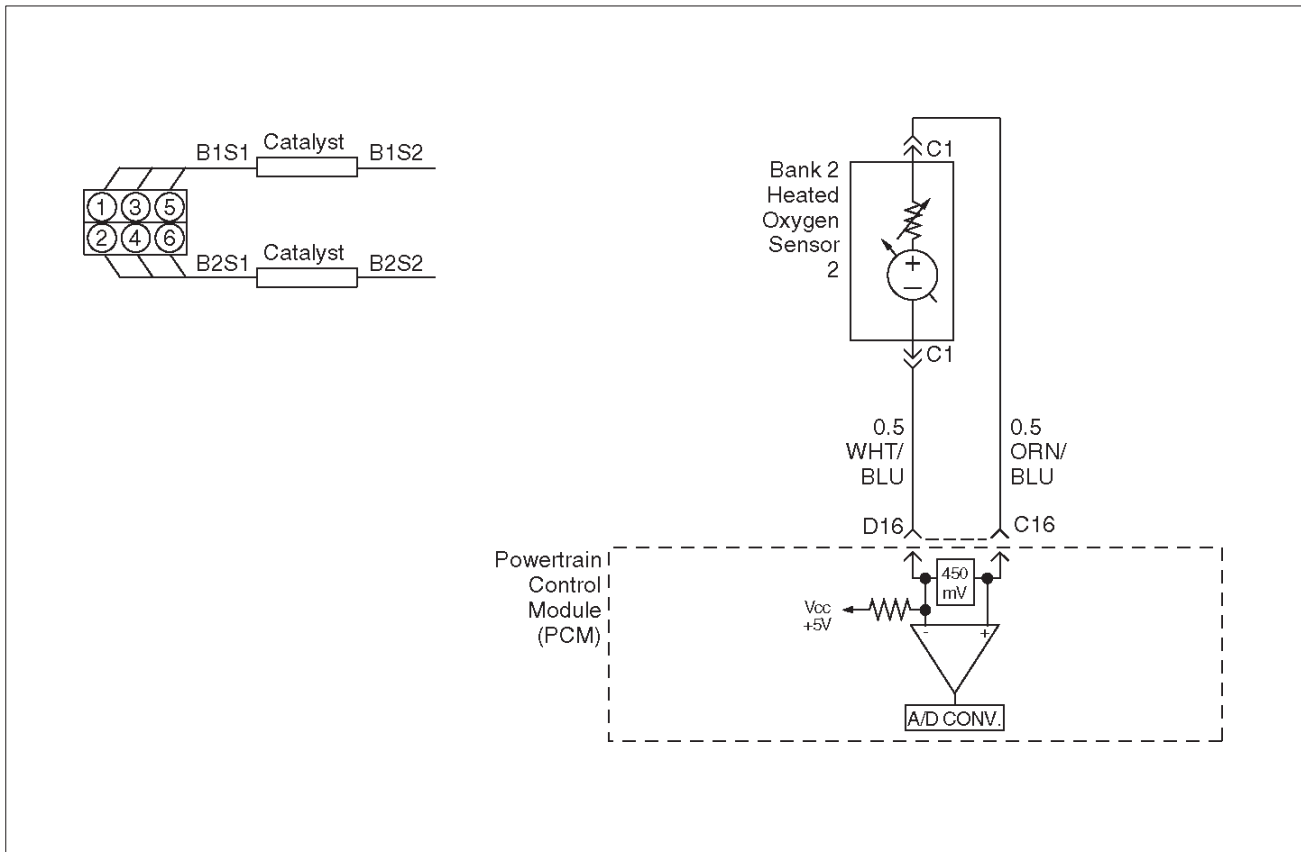 B1S1 Catalyst B1S2
1 3 5
2 4 6
B2S1 Catalyst B2S2
C1
Bank 2
Heated
Oxygen
Sensor
2
+
—
C1
0.5
WHT/
BLU
0.5
ORN/
BLU
D16
C16
Powertrain
Control
Module
(PCM)
450
mV
Vcc
+5V
- +
A/D CONV.